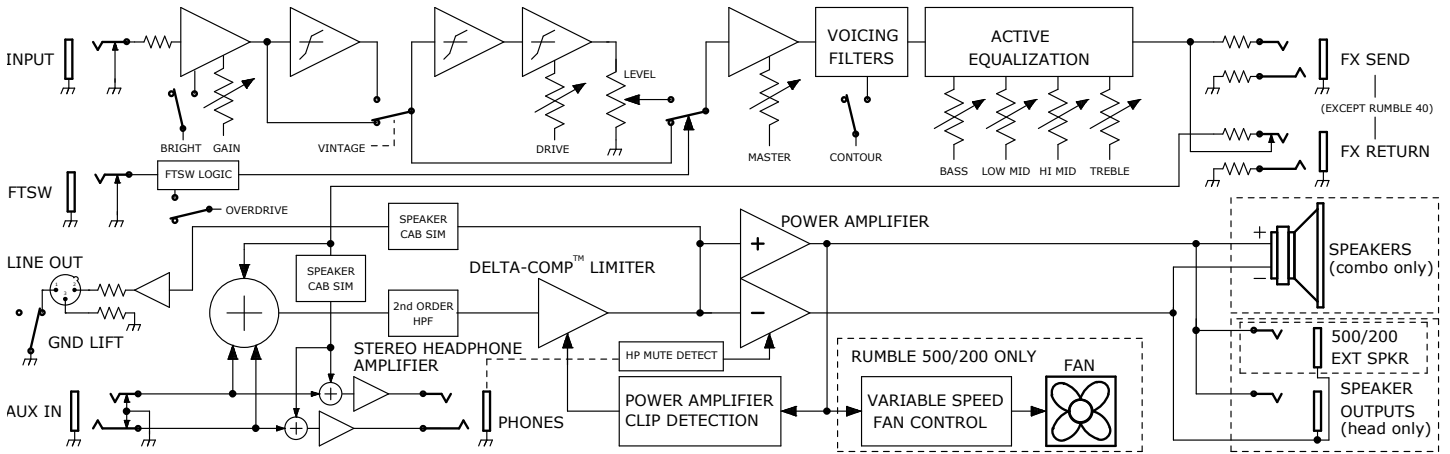 INPUT
BRIGHT
GAIN
VINTAGE
DRIVE
LEVEL
MASTER
VOICING
FILTERS
CONTOUR
ACTIVE
EQUALIZATION
BASS
LOW MID
HI MID
TREBLE
FX SEND
(EXCEPT RUMBLE 40)
FX RETURN
FTSW
FTSW LOGIC
OVERDRIVE
SPEAKER
CAB SIM
POWER AMPLIFIER
+
−
LINE OUT
GND LIFT
SPEAKER
CAB SIM
2nd ORDER
HPF
DELTA-COMP™ LIMITER
+
−
SPEAKERS
(combo only)
500/200
EXT SPKR
SPEAKER
OUTPUTS
(head only)
STEREO HEADPHONE
AMPLIFIER
HP MUTE DETECT
AUX IN
PHONES
POWER AMPLIFIER
CLIP DETECTION
RUMBLE 500/200 ONLY
VARIABLE SPEED
FAN CONTROL
FAN